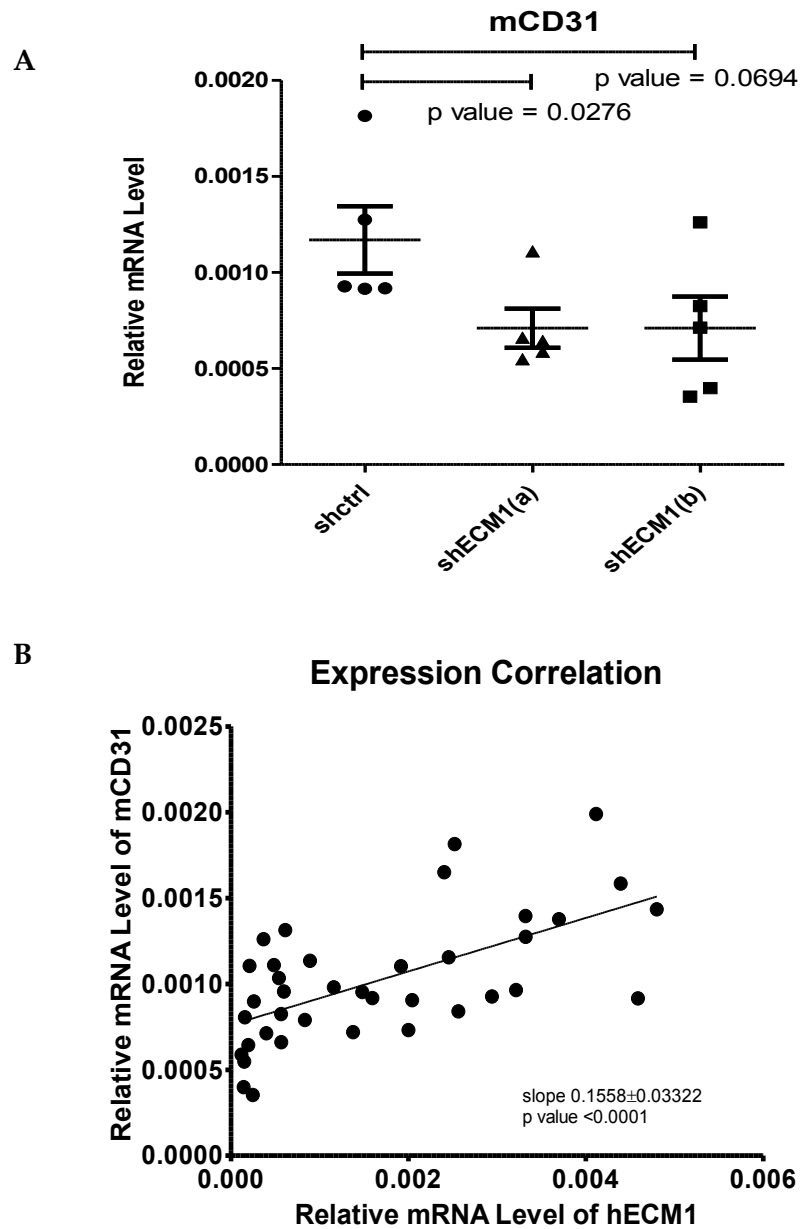 A
mCD31
p value = 0.0694
p value = 0.0276
Relative mRNA Level
0.0020
0.0015
0.0010
0.0005
0.0000
shctrl
shECM1(a)
shECM1(b)
B
Expression Correlation
Relative mRNA Level of mCD31
0.0025
0.0020
0.0015
0.0010
0.0005
0.0000
slope 0.1558±0.03322
p value <0.0001
0.000 0.002 0.004 0.006
Relative mRNA Level of hECM1